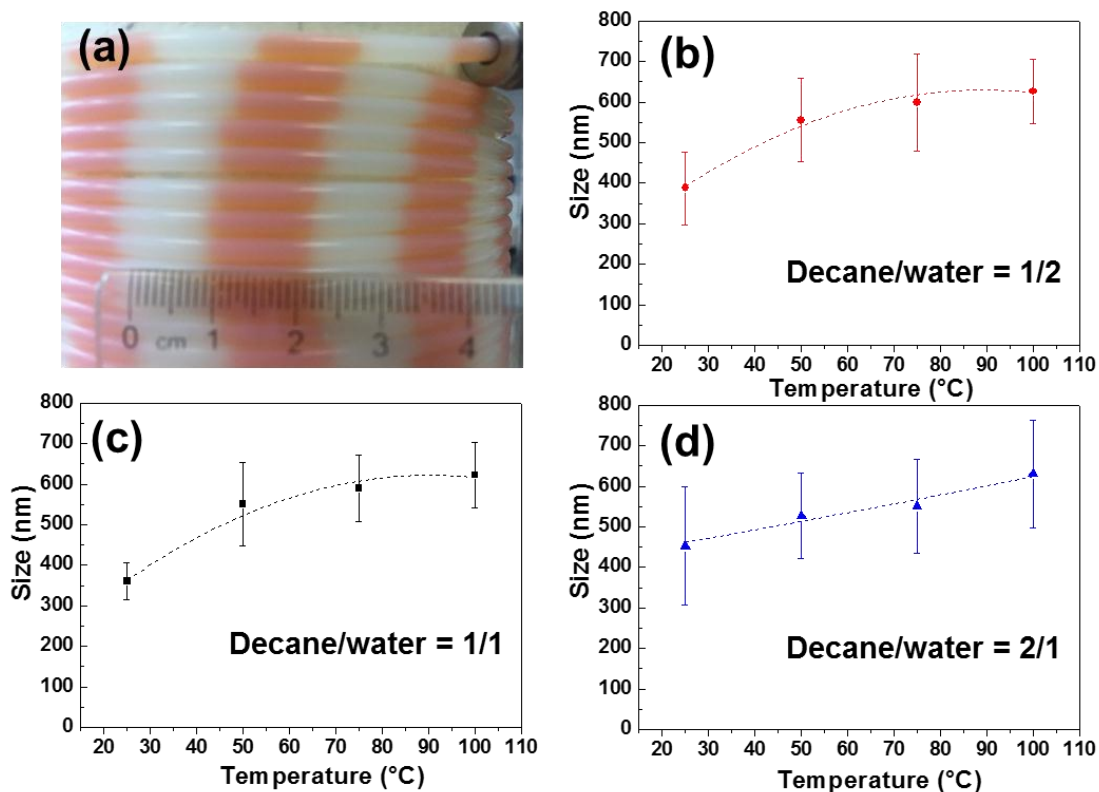 (a)
0 cm 1 2 3 4
(b)
800
700
600
500
400
300
200
100
0
Size (nm)
Decane/water = 1/2
20 30 40 50 60 70 80 90 100 110
Temperature (°C)
(c)
800
700
600
500
400
300
200
100
0
Size (nm)
Decane/water = 1/1
20 30 40 50 60 70 80 90 100 110
Temperature (°C)
(d)
800
700
600
500
400
300
200
100
0
Size (nm)
Decane/water = 2/1
20 30 40 50 60 70 80 90 100 110
Temperature (°C)